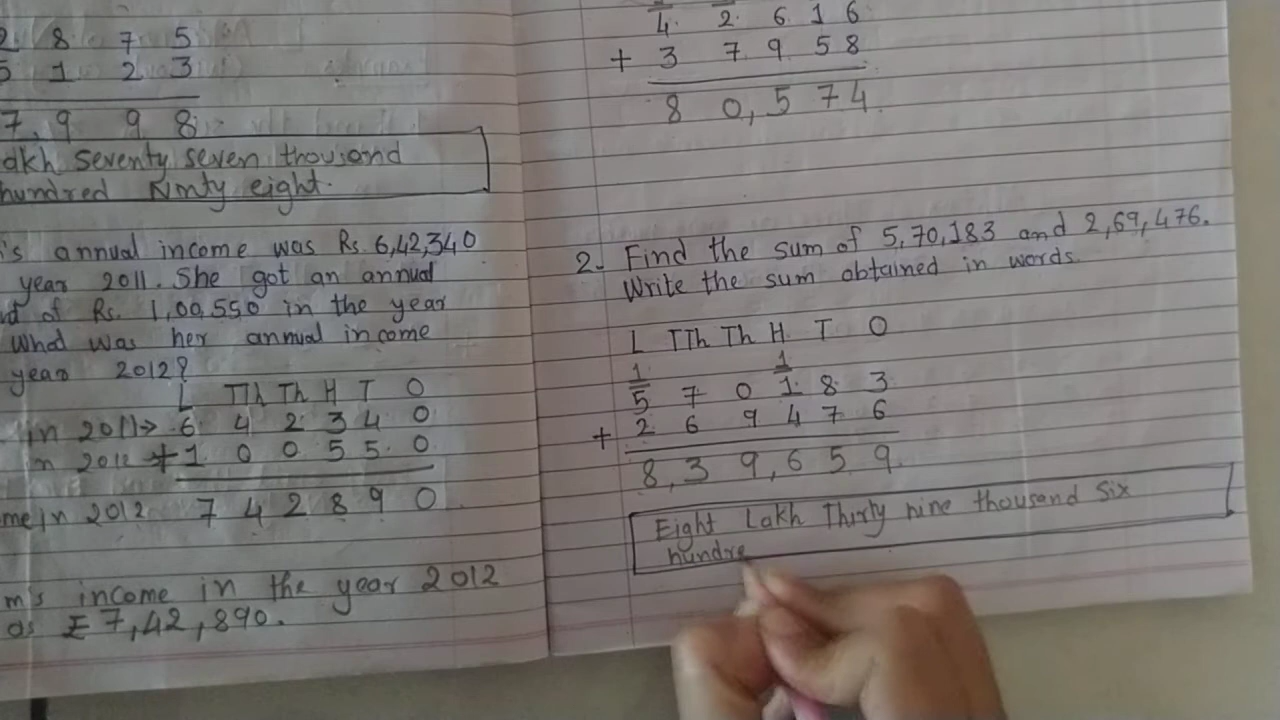 2 8 7 5
5 1 2 3
7, 9 9 8
akh seventy seven thousand
hundred Ninty eight.
's annual income was Rs. 6,42,340
year 2011. She got an annual
of Rs. 1,00,550 in the year
What was her annual income
year 2012?
L TTh Th H T O
in 2011→ 6 4 2 3 4 0
n 2012 + 1 0 0 5 5 0
me in 2012 7 4 2 8 9 0
m's income in the year 2012
as ₹ 7,42,890.
4 2 6 1 6
+ 3 7 9 5 8
8 0, 5 7 4
2. Find the sum of 5,70,183 and 2,69,476.
Write the sum obtained in words.
L TTh Th H T O
1 1
5 7 0 1 8 3
+ 2 6 9 4 7 6
8, 3 9, 6 5 9
Eight Lakh Thirty nine thousand Six
hundre